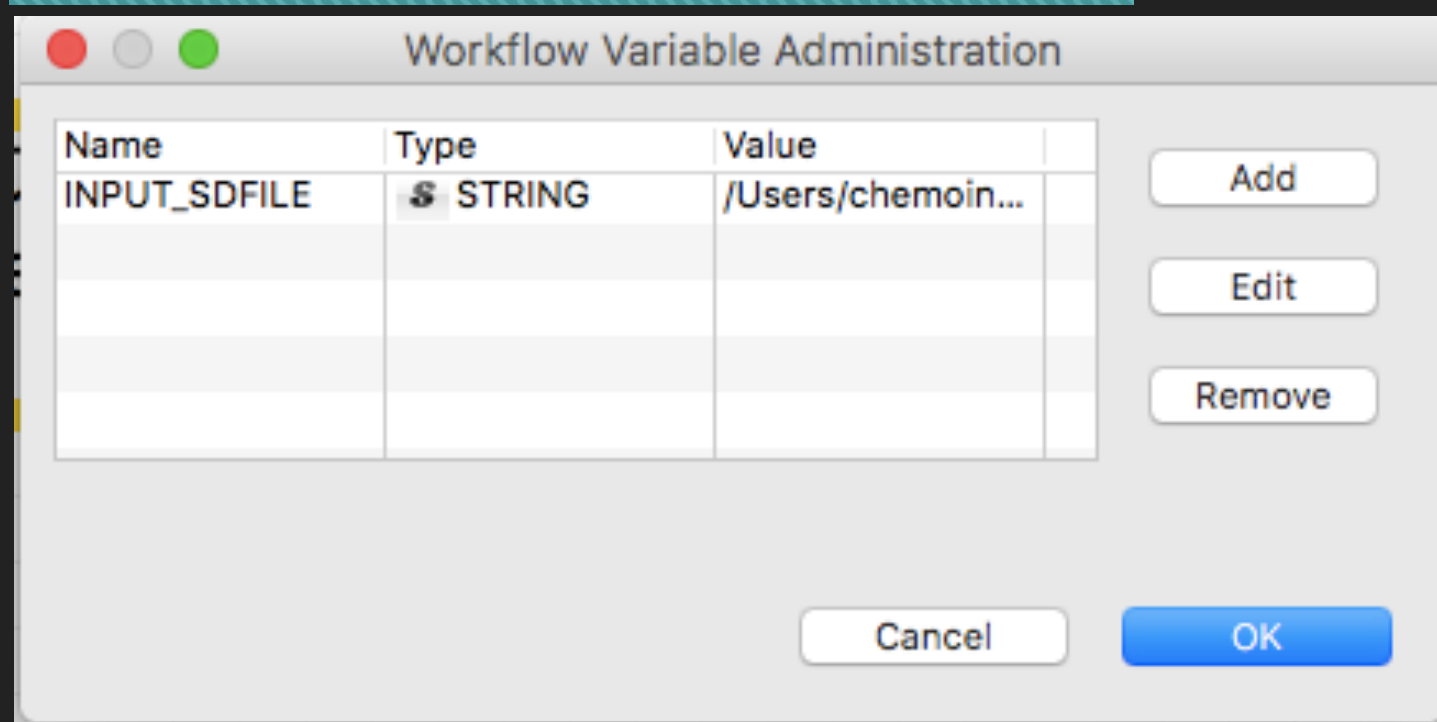 Workflow Variable Administration
Name Type Value
INPUT_SDFILE S STRING /Users/chemoin...
Add
Edit
Remove
Cancel OK